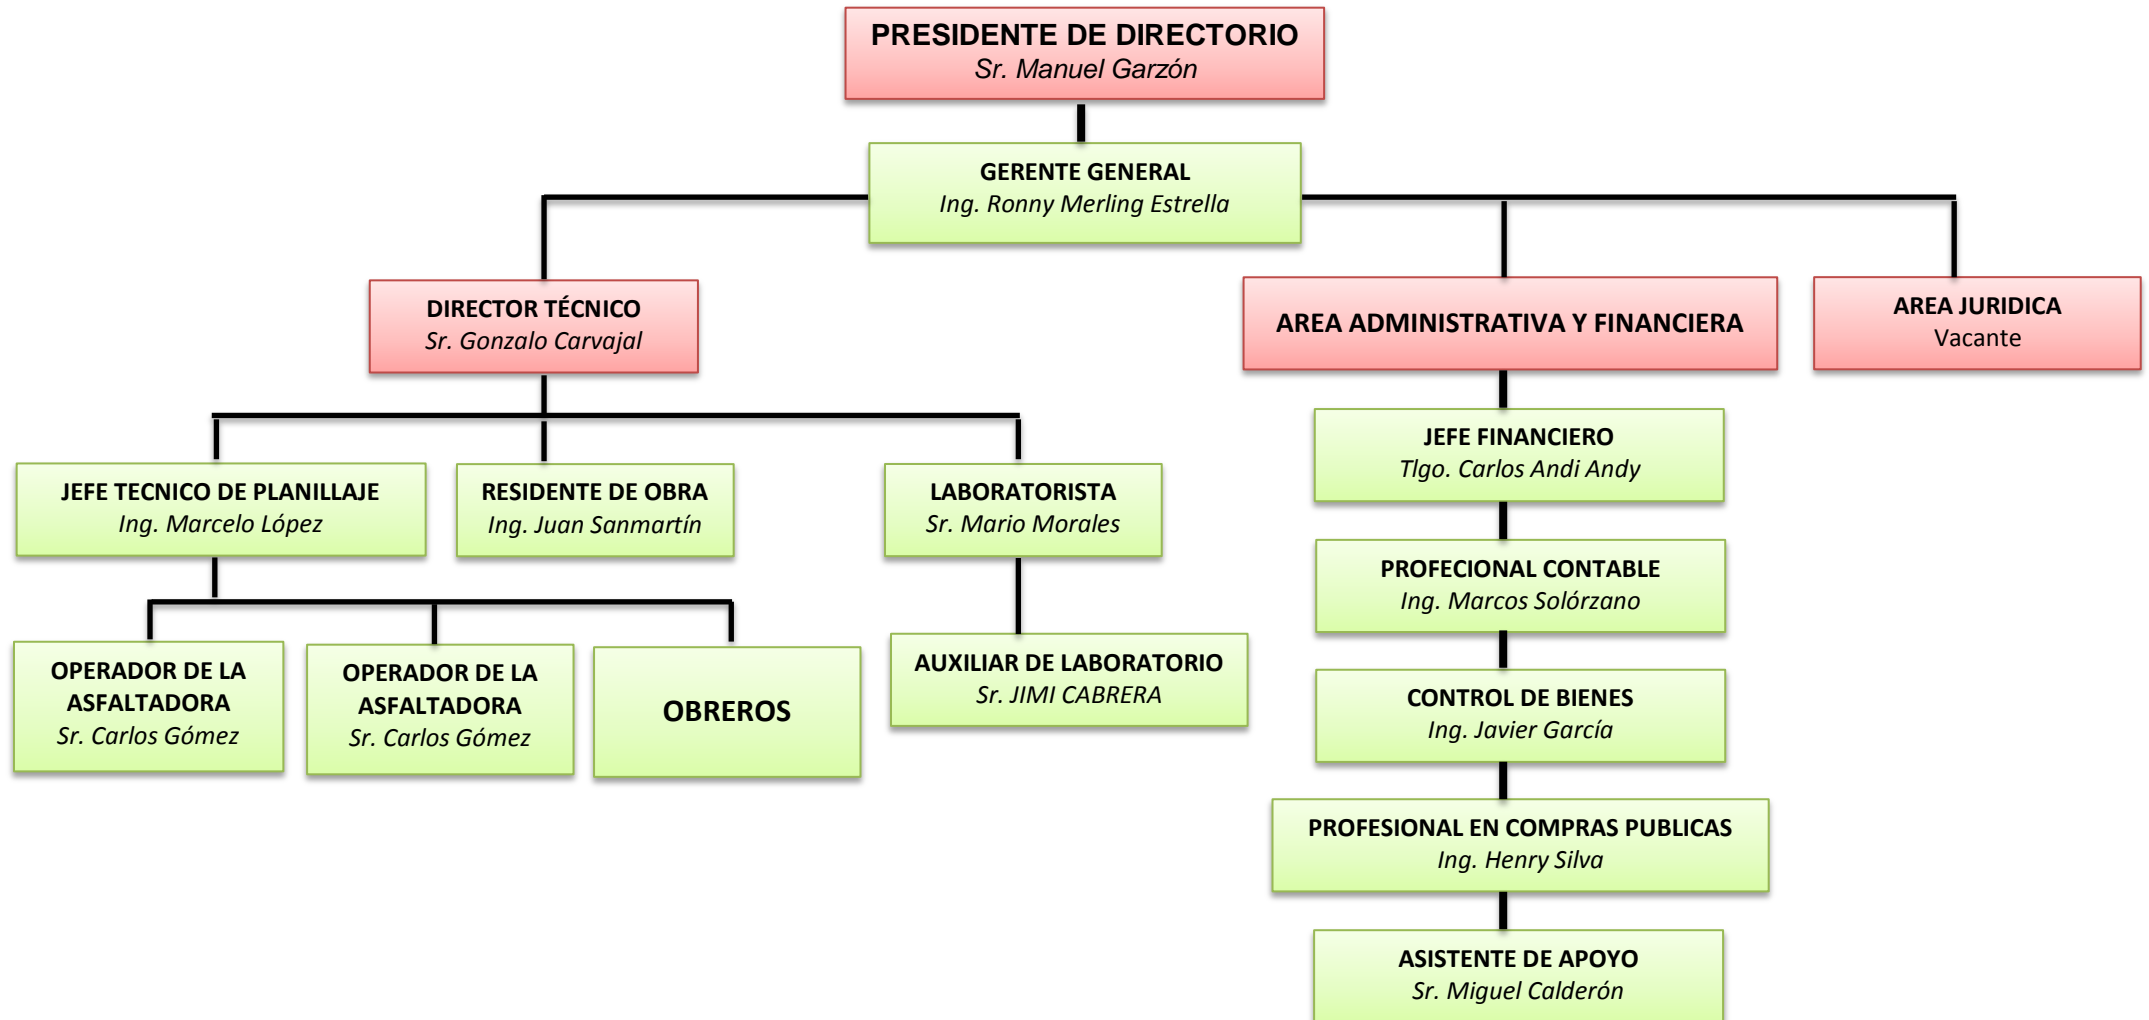 PRESIDENTE DE DIRECTORIO
Sr. Manuel Garzón
GERENTE GENERAL
Ing. Ronny Merling Estrella
DIRECTOR TÉCNICO
Sr. Gonzalo Carvajal
AREA ADMINISTRATIVA Y FINANCIERA
AREA JURIDICA
Vacante
JEFE TECNICO DE PLANILLAJE
Ing. Marcelo López
RESIDENTE DE OBRA
Ing. Juan Sanmartín
LABORATORISTA
Sr. Mario Morales
JEFE FINANCIERO
Tlgo. Carlos Andi Andy
PROFECIONAL CONTABLE
Ing. Marcos Solórzano
OPERADOR DE LA
ASFALTADORA
Sr. Carlos Gómez
OPERADOR DE LA
ASFALTADORA
Sr. Carlos Gómez
OBREROS
AUXILIAR DE LABORATORIO
Sr. JIMI CABRERA
CONTROL DE BIENES
Ing. Javier García
PROFESIONAL EN COMPRAS PUBLICAS
Ing. Henry Silva
ASISTENTE DE APOYO
Sr. Miguel Calderón